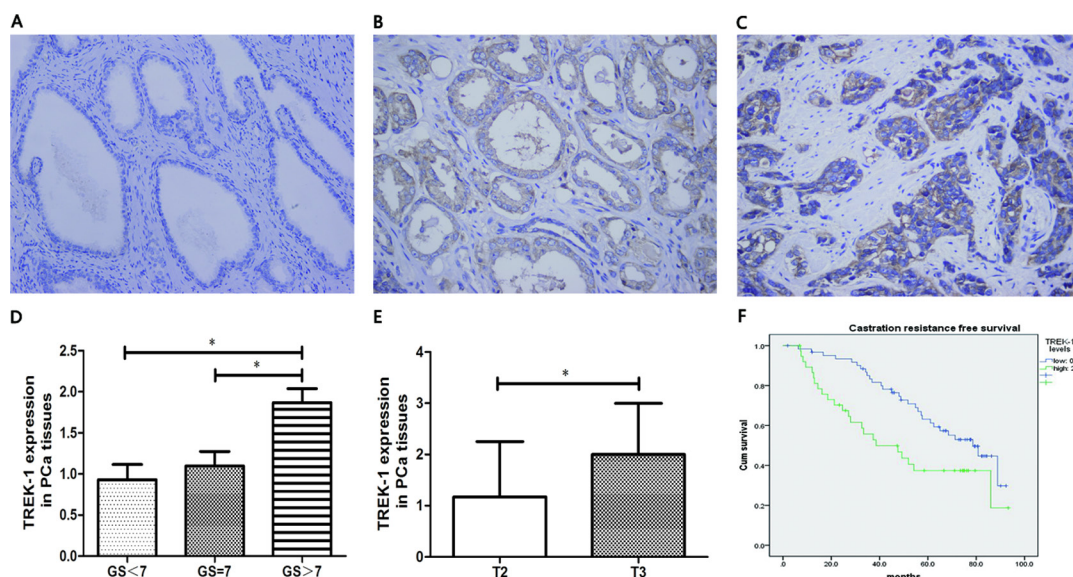 A
B
C
D
TREK-1 expression
in PCa tissues
2.5
2.0
1.5
1.0
0.5
0.0
*
*
GS<7
GS=7
GS>7
E
TREK-1 expression
in PCa tissues
4
3
2
1
0
*
T2
T3
F
Castration resistance free survival
TREK-1
levels
low: 0
high: 2
Cum survival
1.0
0.8
0.6
0.4
0.2
0.0
.0
20.0
40.0
60.0
80.0
100.0
months